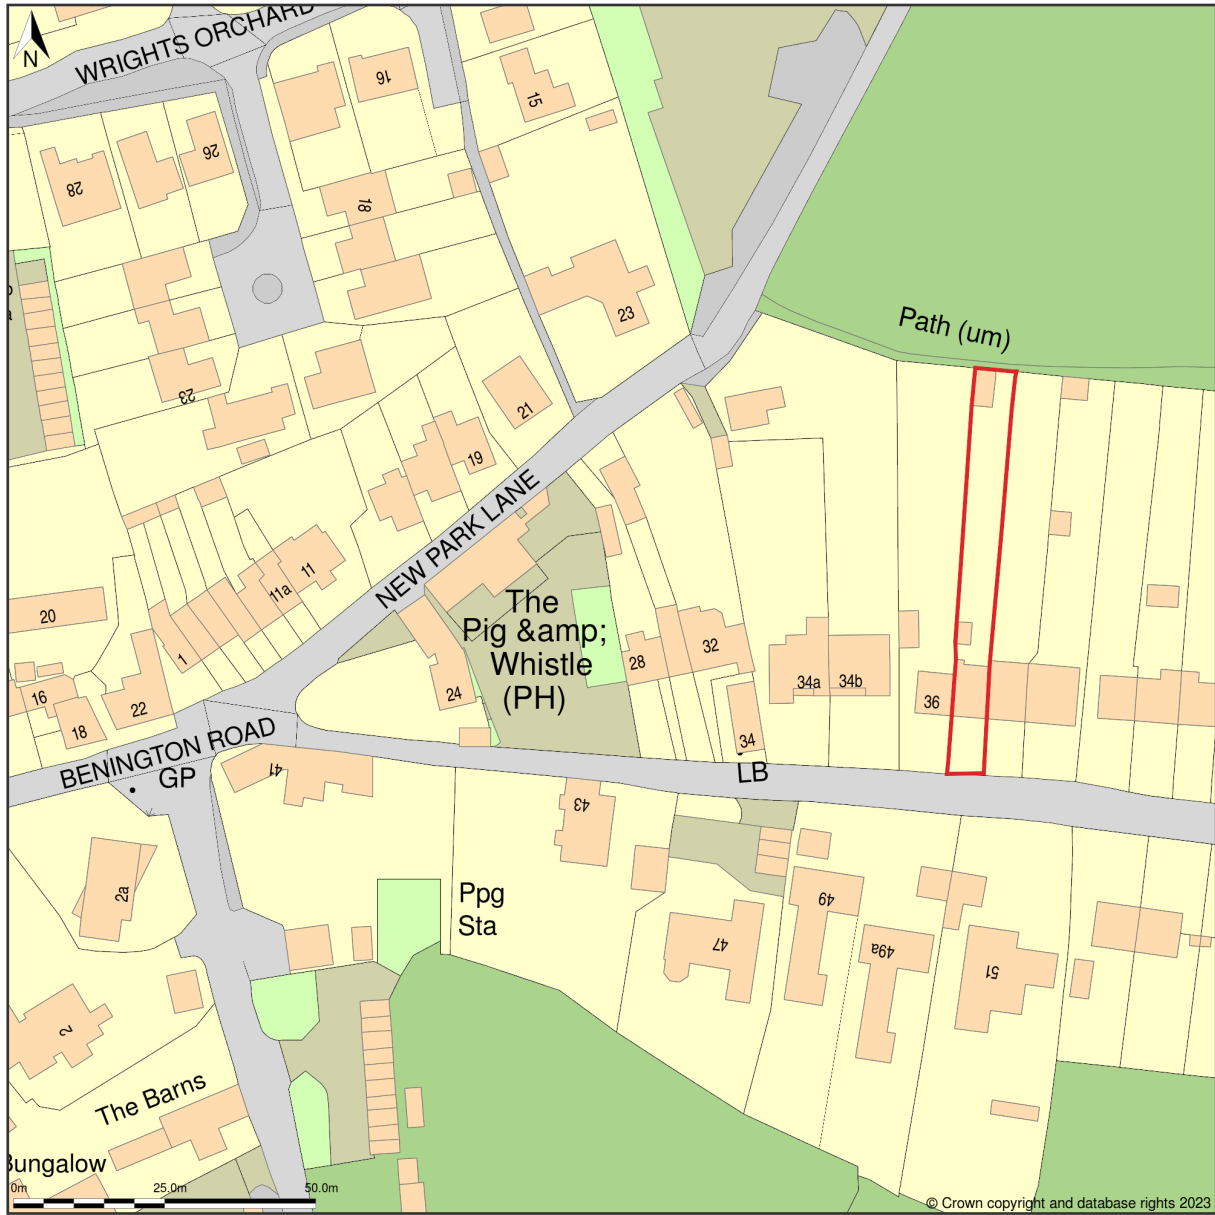 N
WRIGHTS ORCHARD
16
15
26
28
18
23
Path (um)
23
21
19
NEW PARK LANE
11
11a
20
The
Pig &amp;
Whistle
(PH)
1
28
32
34a
34b
36
16
22
24
18
34
BENINGTON ROAD
41
LB
GP
43
2a
Ppg
Sta
49
47
49a
51
2
The Barns
Bungalow
0m
25.0m
50.0m
© Crown copyright and database rights 2023